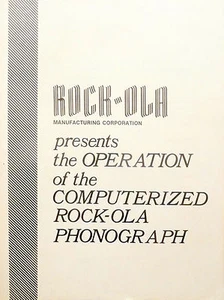 ROCK-OLA
MANUFACTURING CORPORATION
presents
the OPERATION
of the
COMPUTERIZED
ROCK-OLA
PHONOGRAPH